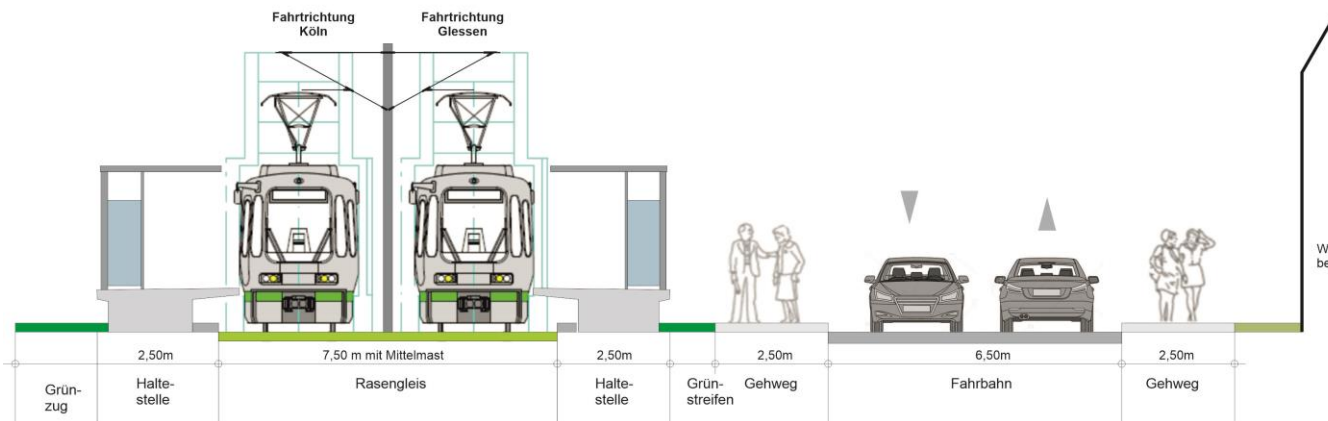 Fahrtrichtung
Köln
Fahrtrichtung
Glessen
W
be
2,50m
7,50 m mit Mittelmast
2,50m
2,50m
6,50m
2,50m
Grün-
zug
Halte-
stelle
Rasengleis
Halte-
stelle
Grün-
streifen
Gehweg
Fahrbahn
Gehweg